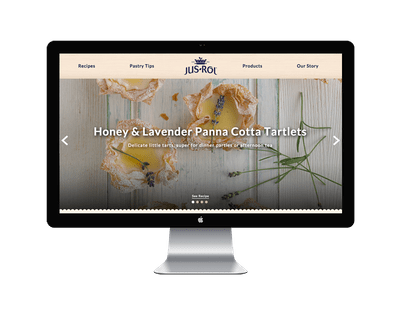 Recipes
Pastry Tips
JUS-ROL
Products
Our Story
Honey & Lavender Panna Cotta Tartlets
Delicate little tarts, super for dinner parties or afternoon tea
See Recipe